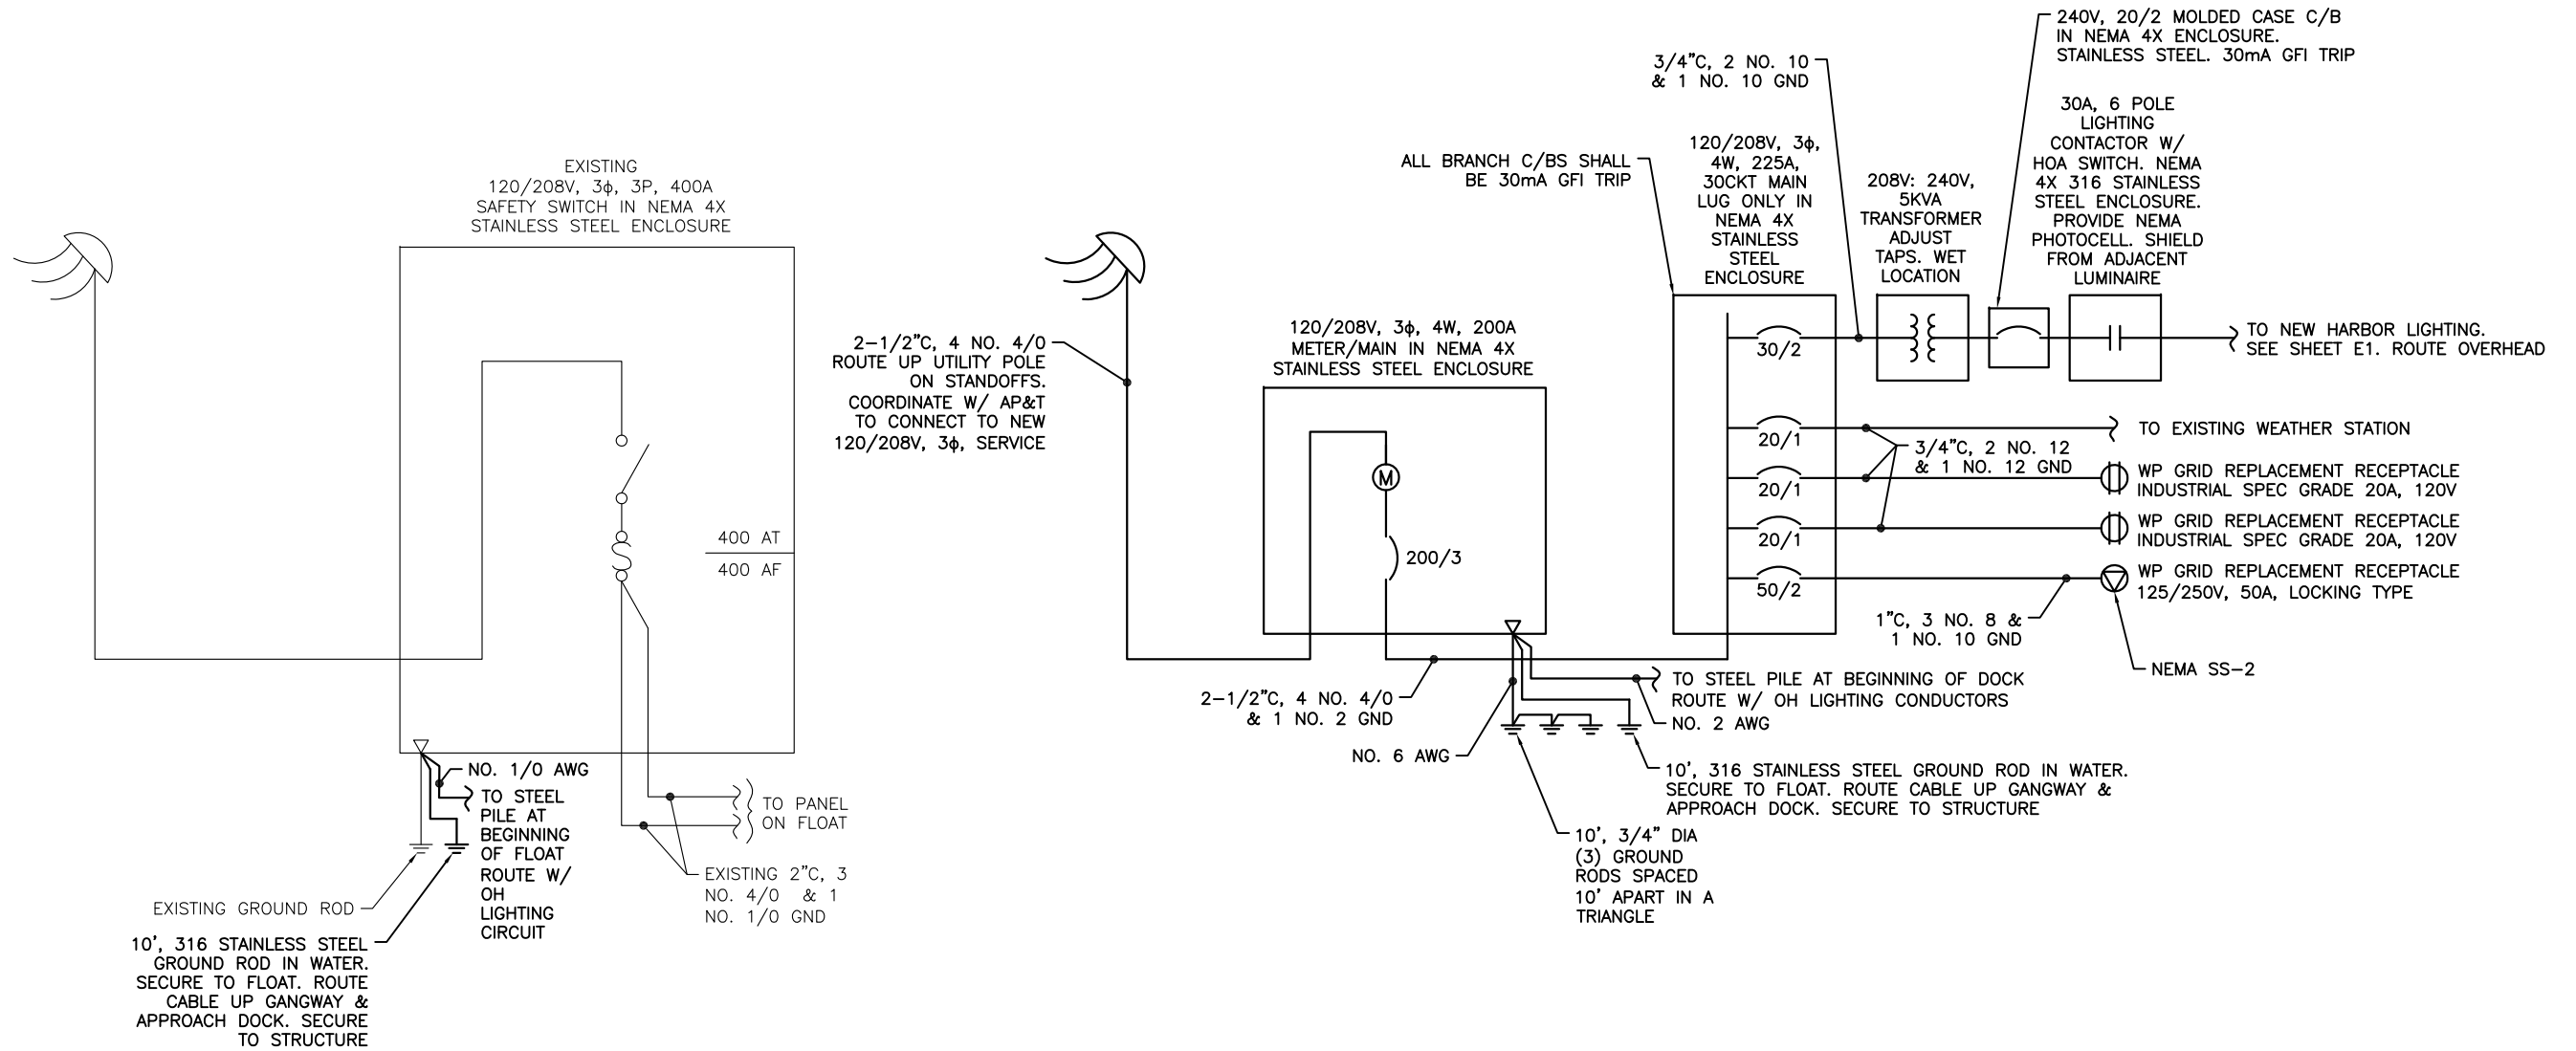 EXISTING
120/208V, 3ϕ, 3P, 400A
SAFETY SWITCH IN NEMA 4X
STAINLESS STEEL ENCLOSURE
400 AT
400 AF
NO. 1/0 AWG
TO STEEL
PILE AT
BEGINNING
OF FLOAT
ROUTE W/
OH
LIGHTING
CIRCUIT
TO PANEL
ON FLOAT
EXISTING 2"C, 3
NO. 4/0 & 1
NO. 1/0 GND
EXISTING GROUND ROD
10', 316 STAINLESS STEEL
GROUND ROD IN WATER.
SECURE TO FLOAT. ROUTE
CABLE UP GANGWAY &
APPROACH DOCK. SECURE
TO STRUCTURE
2-1/2"C, 4 NO. 4/0
ROUTE UP UTILITY POLE
ON STANDOFFS.
COORDINATE W/ AP&T
TO CONNECT TO NEW
120/208V, 3ϕ, SERVICE
120/208V, 3ϕ, 4W, 200A
METER/MAIN IN NEMA 4X
STAINLESS STEEL ENCLOSURE
M
200/3
2-1/2"C, 4 NO. 4/0
& 1 NO. 2 GND
NO. 6 AWG
TO STEEL PILE AT BEGINNING OF DOCK
ROUTE W/ OH LIGHTING CONDUCTORS
NO. 2 AWG
10', 316 STAINLESS STEEL GROUND ROD IN WATER.
SECURE TO FLOAT. ROUTE CABLE UP GANGWAY &
APPROACH DOCK. SECURE TO STRUCTURE
10', 3/4" DIA
(3) GROUND
RODS SPACED
10' APART IN A
TRIANGLE
ALL BRANCH C/BS SHALL
BE 30mA GFI TRIP
3/4"C, 2 NO. 10
& 1 NO. 10 GND
120/208V, 3ϕ,
4W, 225A,
30CKT MAIN
LUG ONLY IN
NEMA 4X
STAINLESS
STEEL
ENCLOSURE
208V: 240V,
5KVA
TRANSFORMER
ADJUST
TAPS. WET
LOCATION
240V, 20/2 MOLDED CASE C/B
IN NEMA 4X ENCLOSURE.
STAINLESS STEEL. 30mA GFI TRIP
30A, 6 POLE
LIGHTING
CONTACTOR W/
HOA SWITCH. NEMA
4X 316 STAINLESS
STEEL ENCLOSURE.
PROVIDE NEMA
PHOTOCELL. SHIELD
FROM ADJACENT
LUMINAIRE
30/2
TO NEW HARBOR LIGHTING.
SEE SHEET E1. ROUTE OVERHEAD
20/1
TO EXISTING WEATHER STATION
3/4"C, 2 NO. 12
& 1 NO. 12 GND
20/1
WP GRID REPLACEMENT RECEPTACLE
INDUSTRIAL SPEC GRADE 20A, 120V
20/1
WP GRID REPLACEMENT RECEPTACLE
INDUSTRIAL SPEC GRADE 20A, 120V
50/2
WP GRID REPLACEMENT RECEPTACLE
125/250V, 50A, LOCKING TYPE
1"C, 3 NO. 8 &
1 NO. 10 GND
NEMA SS-2